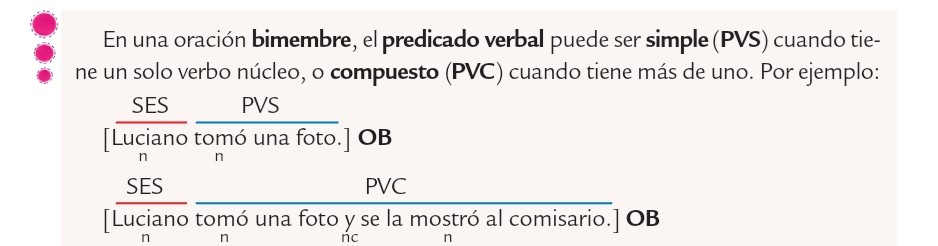 En una oración bimembre, el predicado verbal puede ser simple (PVS) cuando tie-
ne un solo verbo núcleo, o compuesto (PVC) cuando tiene más de uno. Por ejemplo:
SES PVS
[Luciano tomó una foto.] OB
n n
SES PVC
[Luciano tomó una foto y se la mostró al comisario.] OB
n n nc n